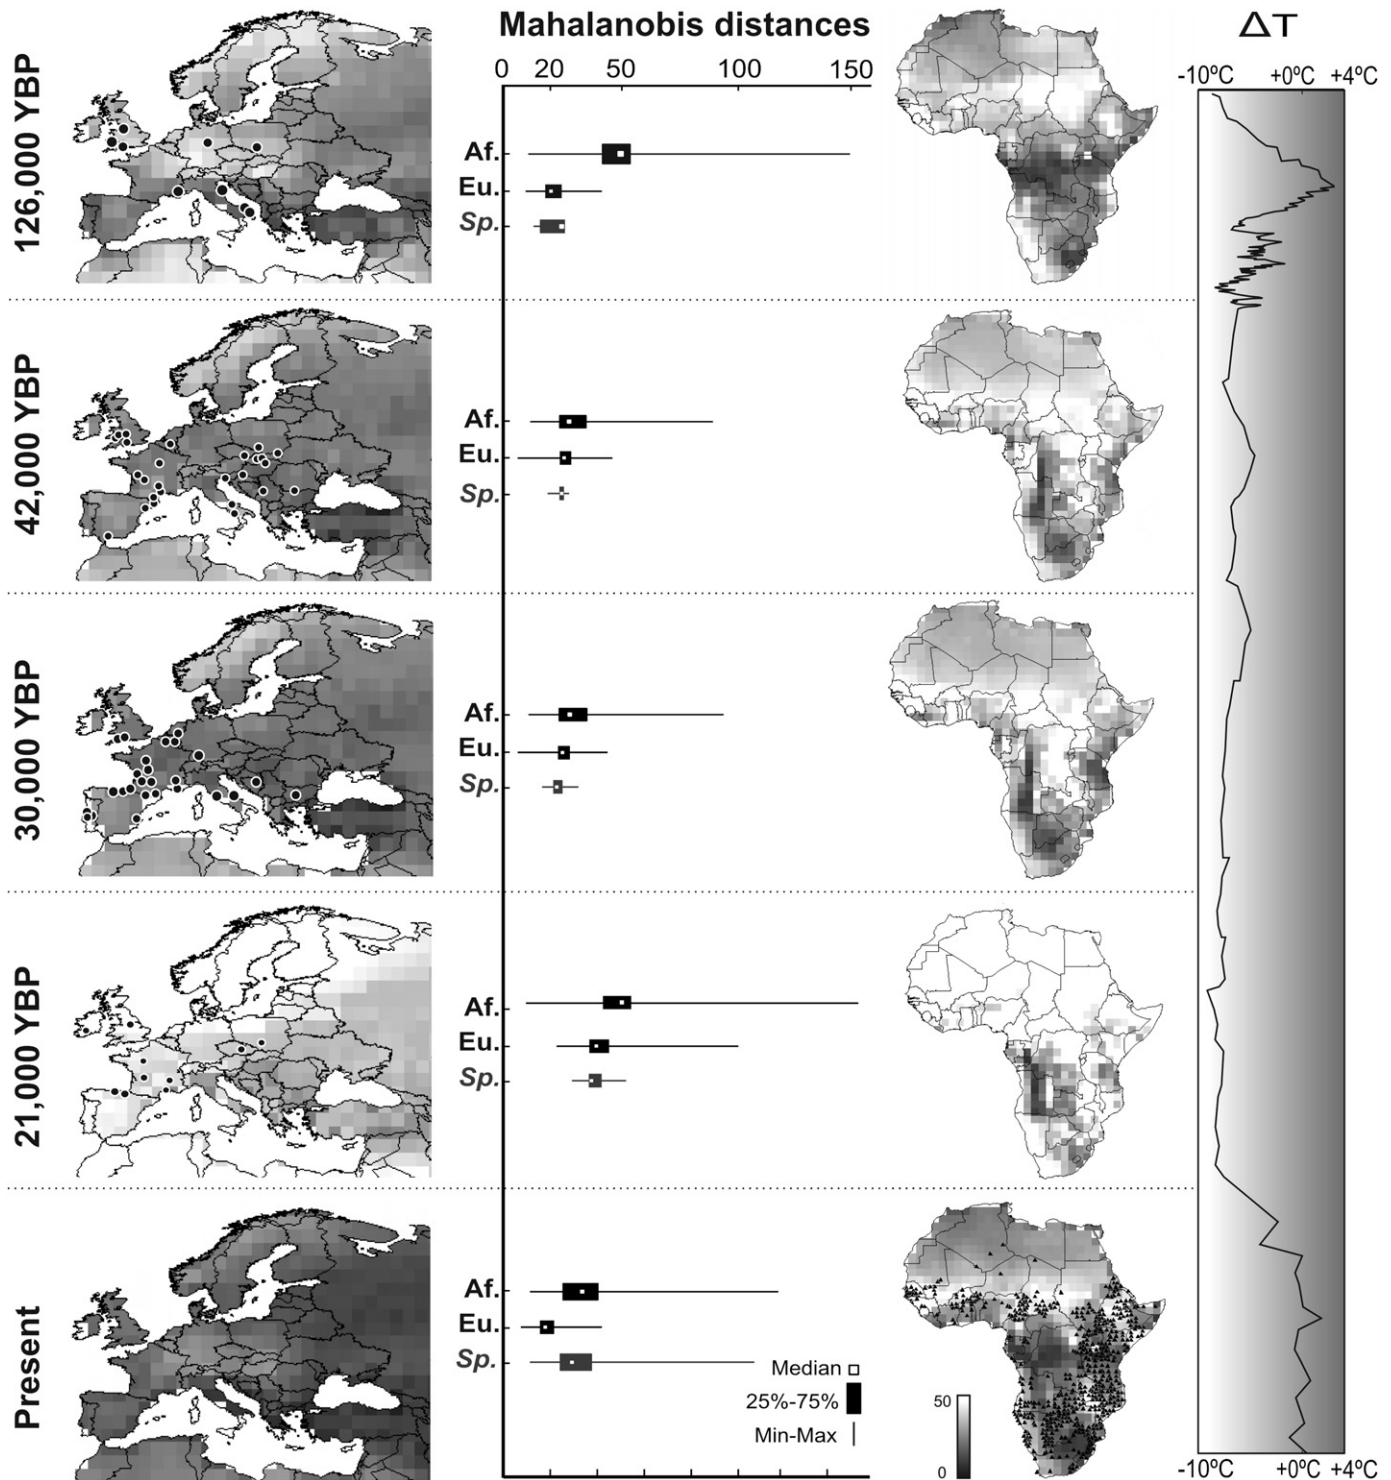 Mahalanobis distances
ΔT
0 20 50 100 150
-10ºC +0ºC +4ºC
126,000 YBP
Af.
Eu.
Sp.
42,000 YBP
Af.
Eu.
Sp.
30,000 YBP
Af.
Eu.
Sp.
21,000 YBP
Af.
Eu.
Sp.
Present
Af.
Eu.
Sp.
Median
25%-75%
Min-Max
50
0
-10ºC +0ºC +4ºC